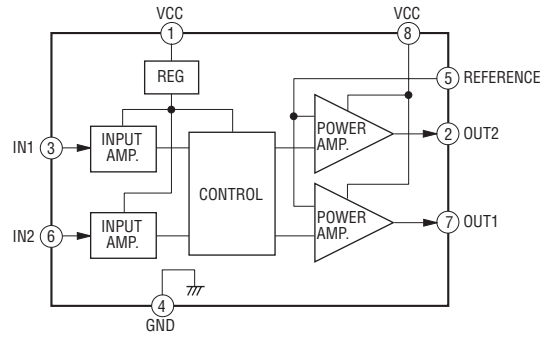 VCC
1
VCC
8
REG
5 REFERENCE
IN1 3
INPUT
AMP.
POWER
AMP.
2 OUT2
CONTROL
IN2 6
INPUT
AMP.
POWER
AMP.
7 OUT1
4
GND